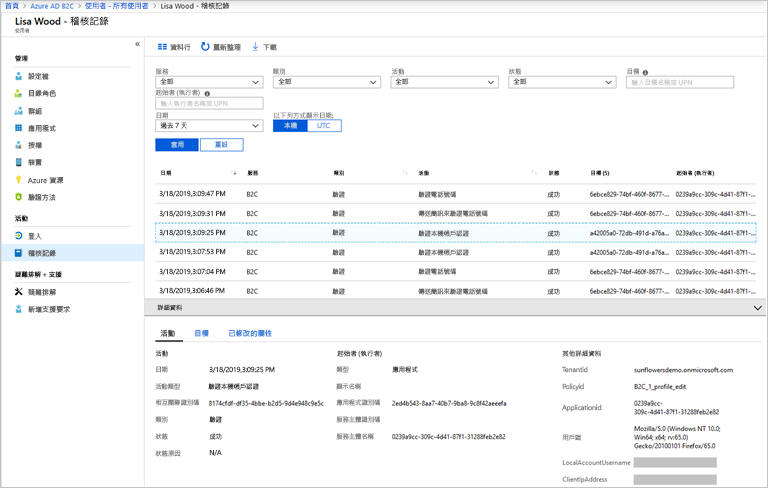 首頁 > Azure AD B2C > 使用者 - 所有使用者 > Lisa Wood - 稽核記錄
Lisa Wood - 稽核記錄
使用者
«
管理
設定檔
目錄角色
群組
應用程式
授權
裝置
Azure 資源
驗證方法
活動
登入
稽核記錄
疑難排解 + 支援
疑難排解
新增支援要求
資料行 重新整理 下載
服務 類別 活動 狀態 目標
全部 全部 全部 全部 輸入目標名稱或 UPN
起始者 (執行者)
輸入執行者名稱或 UPN
日期 以下列方式顯示日期:
過去 7 天 本機 UTC
套用 重設
日期 服務 類別 活動 狀態 目標 (S) 起始者 (執行者)
3/18/2019,3:09:47 PM B2C 驗證 驗證電話號碼 成功 6ebce829-74bf-460f-8677-... 0239a9cc-309c-4d41-87f1-...
3/18/2019,3:09:31 PM B2C 驗證 傳送簡訊來驗證電話號碼 成功 6ebce829-74bf-460f-8677-... 0239a9cc-309c-4d41-87f1-...
3/18/2019,3:09:25 PM B2C 驗證 驗證本機帳戶認證 成功 a42005a0-72db-491d-a76a... 0239a9cc-309c-4d41-87f1-...
3/18/2019,3:07:53 PM B2C 驗證 驗證本機帳戶認證 成功 a42005a0-72db-491d-a76a... 0239a9cc-309c-4d41-87f1-...
3/18/2019,3:07:04 PM B2C 驗證 驗證電話號碼 成功 6ebce829-74bf-460f-8677-... 0239a9cc-309c-4d41-87f1-...
3/18/2019,3:06:46 PM B2C 驗證 傳送簡訊來驗證電話號碼 成功 6ebce829-74bf-460f-8677-... 0239a9cc-309c-4d41-87f1-...
詳細資料
活動 目標 已修改的屬性
活動 起始者 (執行者) 其他詳細資料
日期 3/18/2019,3:09:25 PM 類型 應用程式 TenantId sunflowersdemo.onmicrosoft.com
活動類型 驗證本機帳戶認證 顯示名稱 PolicyId B2C_1_profile_edit
相互關聯識別碼 8174cfdf-df35-4bbe-b2d5-9d4e948c9e5c 應用程式識別碼 2ed4b543-8aa7-40b7-9ba8-9c8f42aeeefa ApplicationId 0239a9cc-
309c-4d41-87f1-31288feb2e82
類別 驗證 服務主體識別碼
狀態 成功 服務主體名稱 0239a9cc-309c-4d41-87f1-31288feb2e82 用戶端 Mozilla/5.0 (Windows NT 10.0;
Win64; x64; rv:65.0)
Gecko/20100101 Firefox/65.0
狀態原因 N/A
LocalAccountUsername
ClientIpAddress